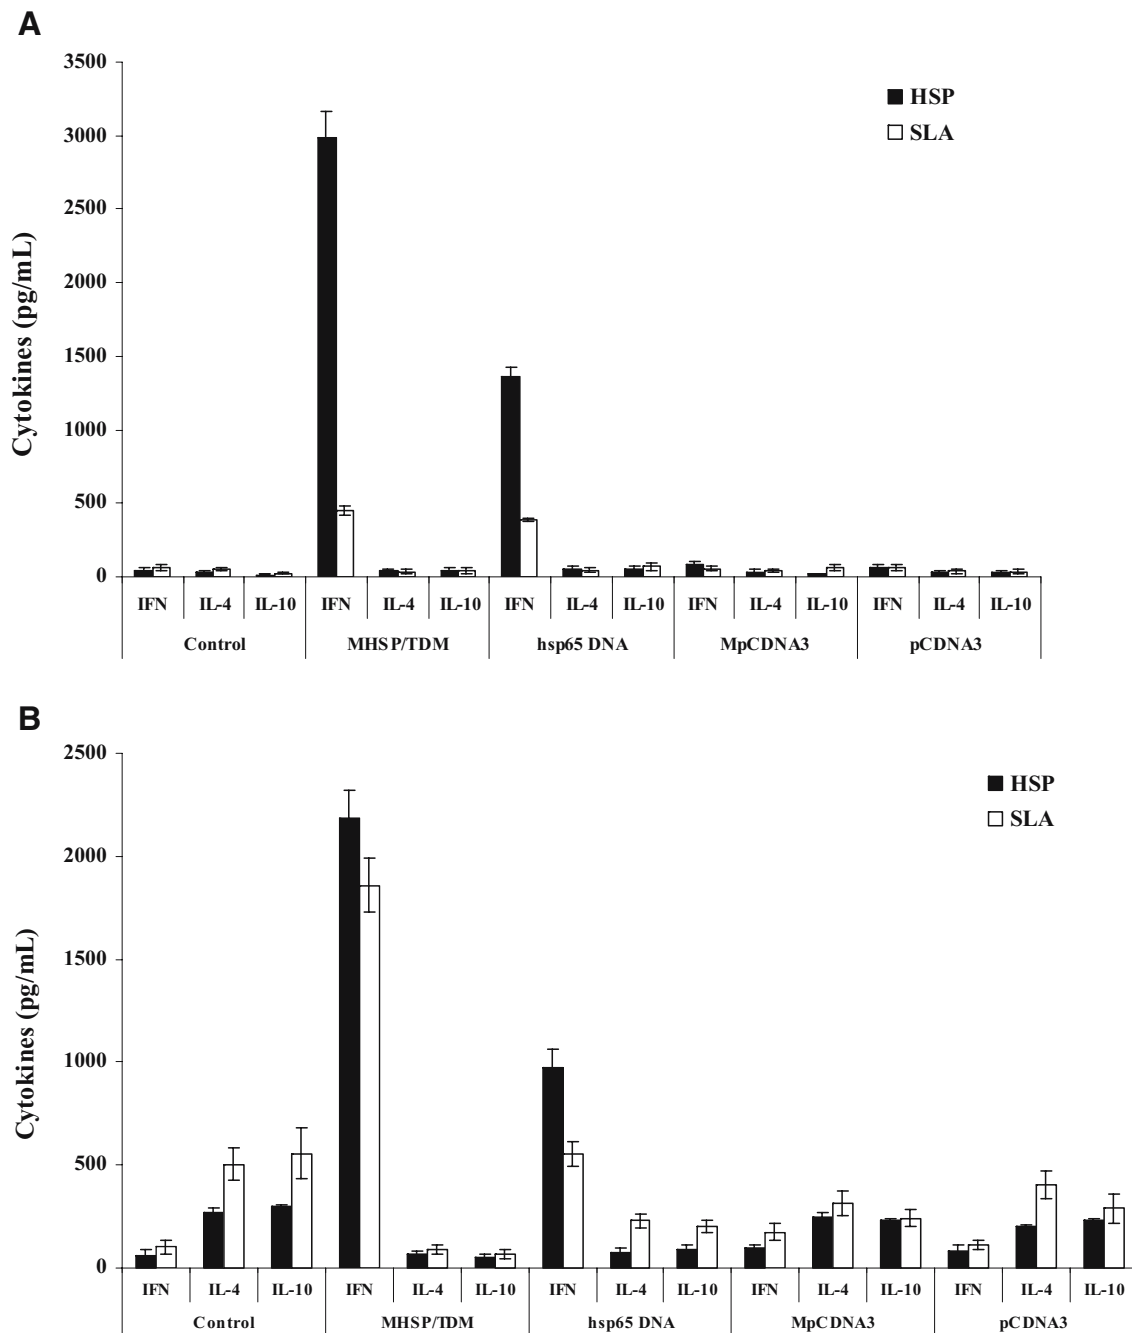 A
3500
3000
2500
2000
1500
1000
500
0
Cytokines (pg/mL)
HSP
SLA
IFN IL-4 IL-10 IFN IL-4 IL-10 IFN IL-4 IL-10 IFN IL-4 IL-10 IFN IL-4 IL-10
Control MHSP/TDM hsp65 DNA MpCDNA3 pCDNA3
B
2500
2000
1500
1000
500
0
Cytokines (pg/mL)
HSP
SLA
IFN IL-4 IL-10 IFN IL-4 IL-10 IFN IL-4 IL-10 IFN IL-4 IL-10 IFN IL-4 IL-10
Control MHSP/TDM hsp65 DNA MpCDNA3 pCDNA3